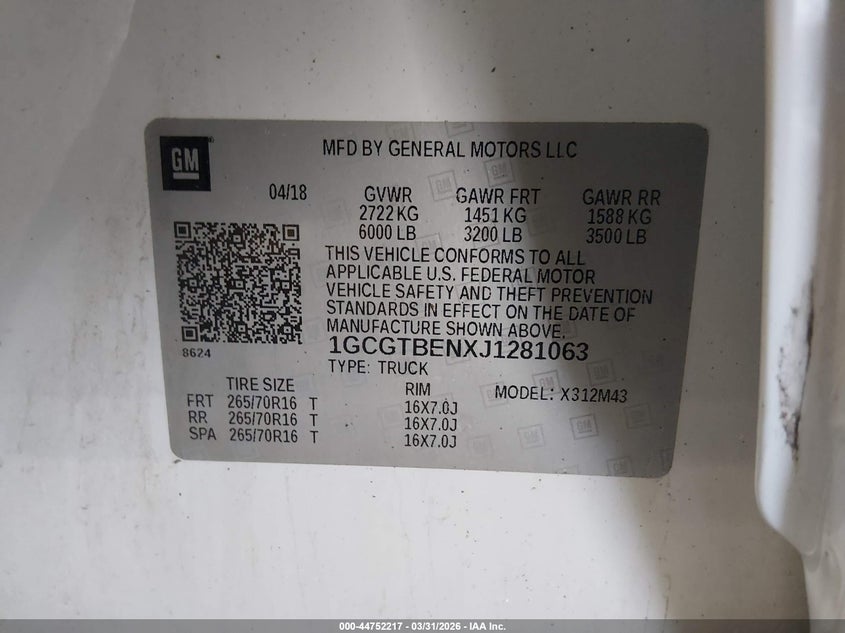 GM
MFD BY GENERAL MOTORS LLC
04/18 GVWR GAWR FRT GAWR RR
2722 KG 1451 KG 1588 KG
6000 LB 3200 LB 3500 LB
THIS VEHICLE CONFORMS TO ALL
APPLICABLE U.S. FEDERAL MOTOR
VEHICLE SAFETY AND THEFT PREVENTION
STANDARDS IN EFFECT ON THE DATE OF
MANUFACTURE SHOWN ABOVE.
8624
1GCGTBENXJ1281063
TYPE: TRUCK
TIRE SIZE RIM MODEL: X312M43
FRT 265/70R16 T 16X7.0J
RR 265/70R16 T 16X7.0J
SPA 265/70R16 T 16X7.0J
000-44752217 - 03/31/2026 - IAA Inc.